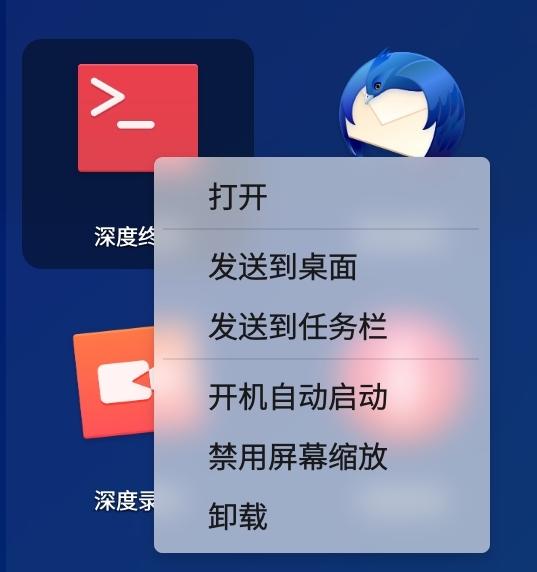 深度终
打开
发送到桌面
发送到任务栏
开机自动启动
深度录
禁用屏幕缩放
卸载